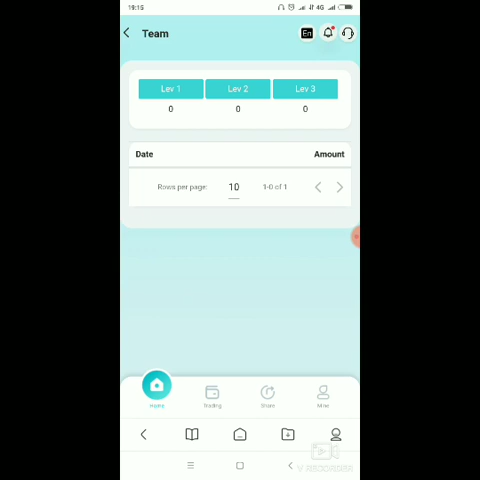 19:15
4G
Team
En
Lev 1 Lev 2 Lev 3
0 0 0
Date Amount
Rows per page: 10 1-0 of 1
Home Trading Share Mine
V RECORDER